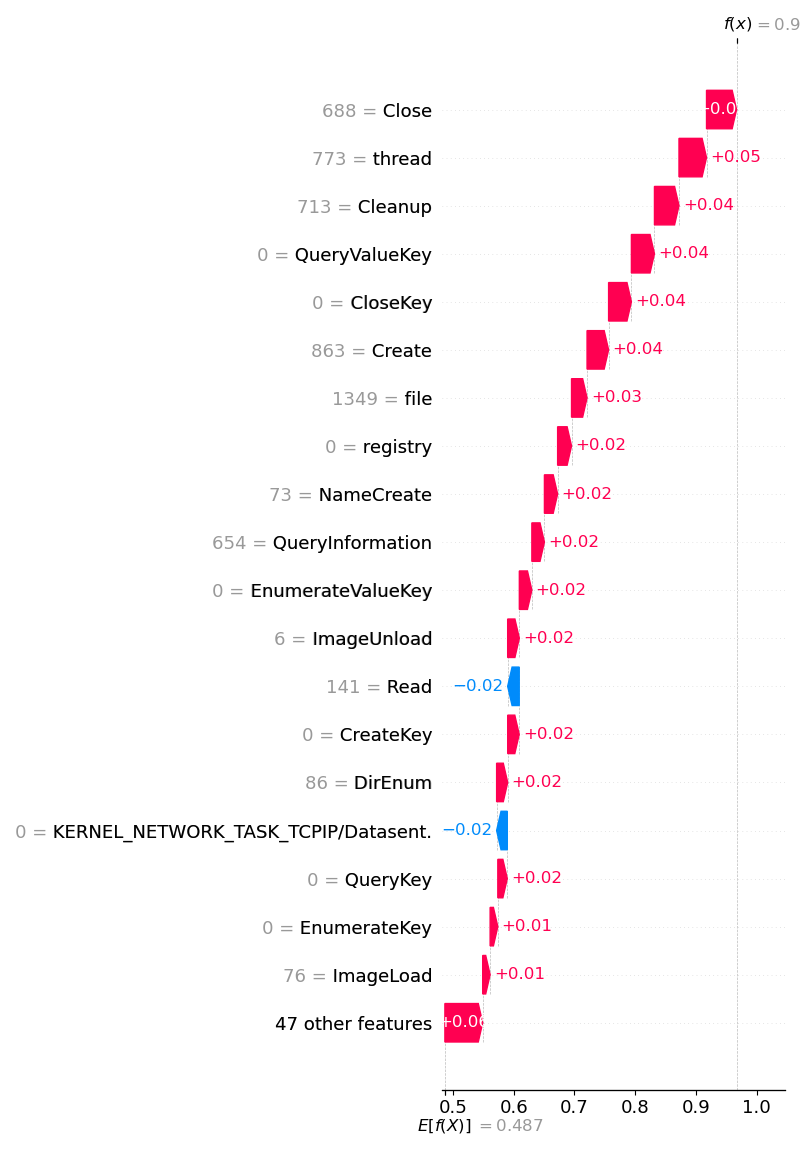 f(x) = 0.9
688 = Close
773 = thread +0.05
713 = Cleanup +0.04
0 = QueryValueKey +0.04
0 = CloseKey +0.04
863 = Create +0.04
1349 = file +0.03
0 = registry +0.02
73 = NameCreate +0.02
654 = QueryInformation +0.02
0 = EnumerateValueKey +0.02
6 = ImageUnload +0.02
141 = Read −0.02
0 = CreateKey +0.02
86 = DirEnum +0.02
0 = KERNEL_NETWORK_TASK_TCPIP/Datasent. −0.02
0 = QueryKey +0.02
0 = EnumerateKey +0.01
76 = ImageLoad +0.01
47 other features +0.06
0.5 0.6 0.7 0.8 0.9 1.0
E[f(X)] = 0.487